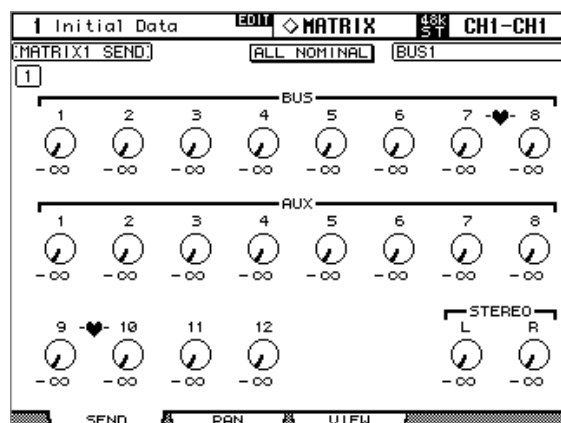 1 Initial Data EDIT ◇MATRIX 48k ST CH1-CH1
MATRIX1 SEND ALL NOMINAL BUS1
1
BUS
1 2 3 4 5 6 7 -♥- 8
-∞ -∞ -∞ -∞ -∞ -∞ -∞ -∞
AUX
1 2 3 4 5 6 7 8
-∞ -∞ -∞ -∞ -∞ -∞ -∞ -∞
STEREO
9 -♥- 10 11 12 L R
-∞ -∞ -∞ -∞ -∞ -∞
SEND PAN VIEW